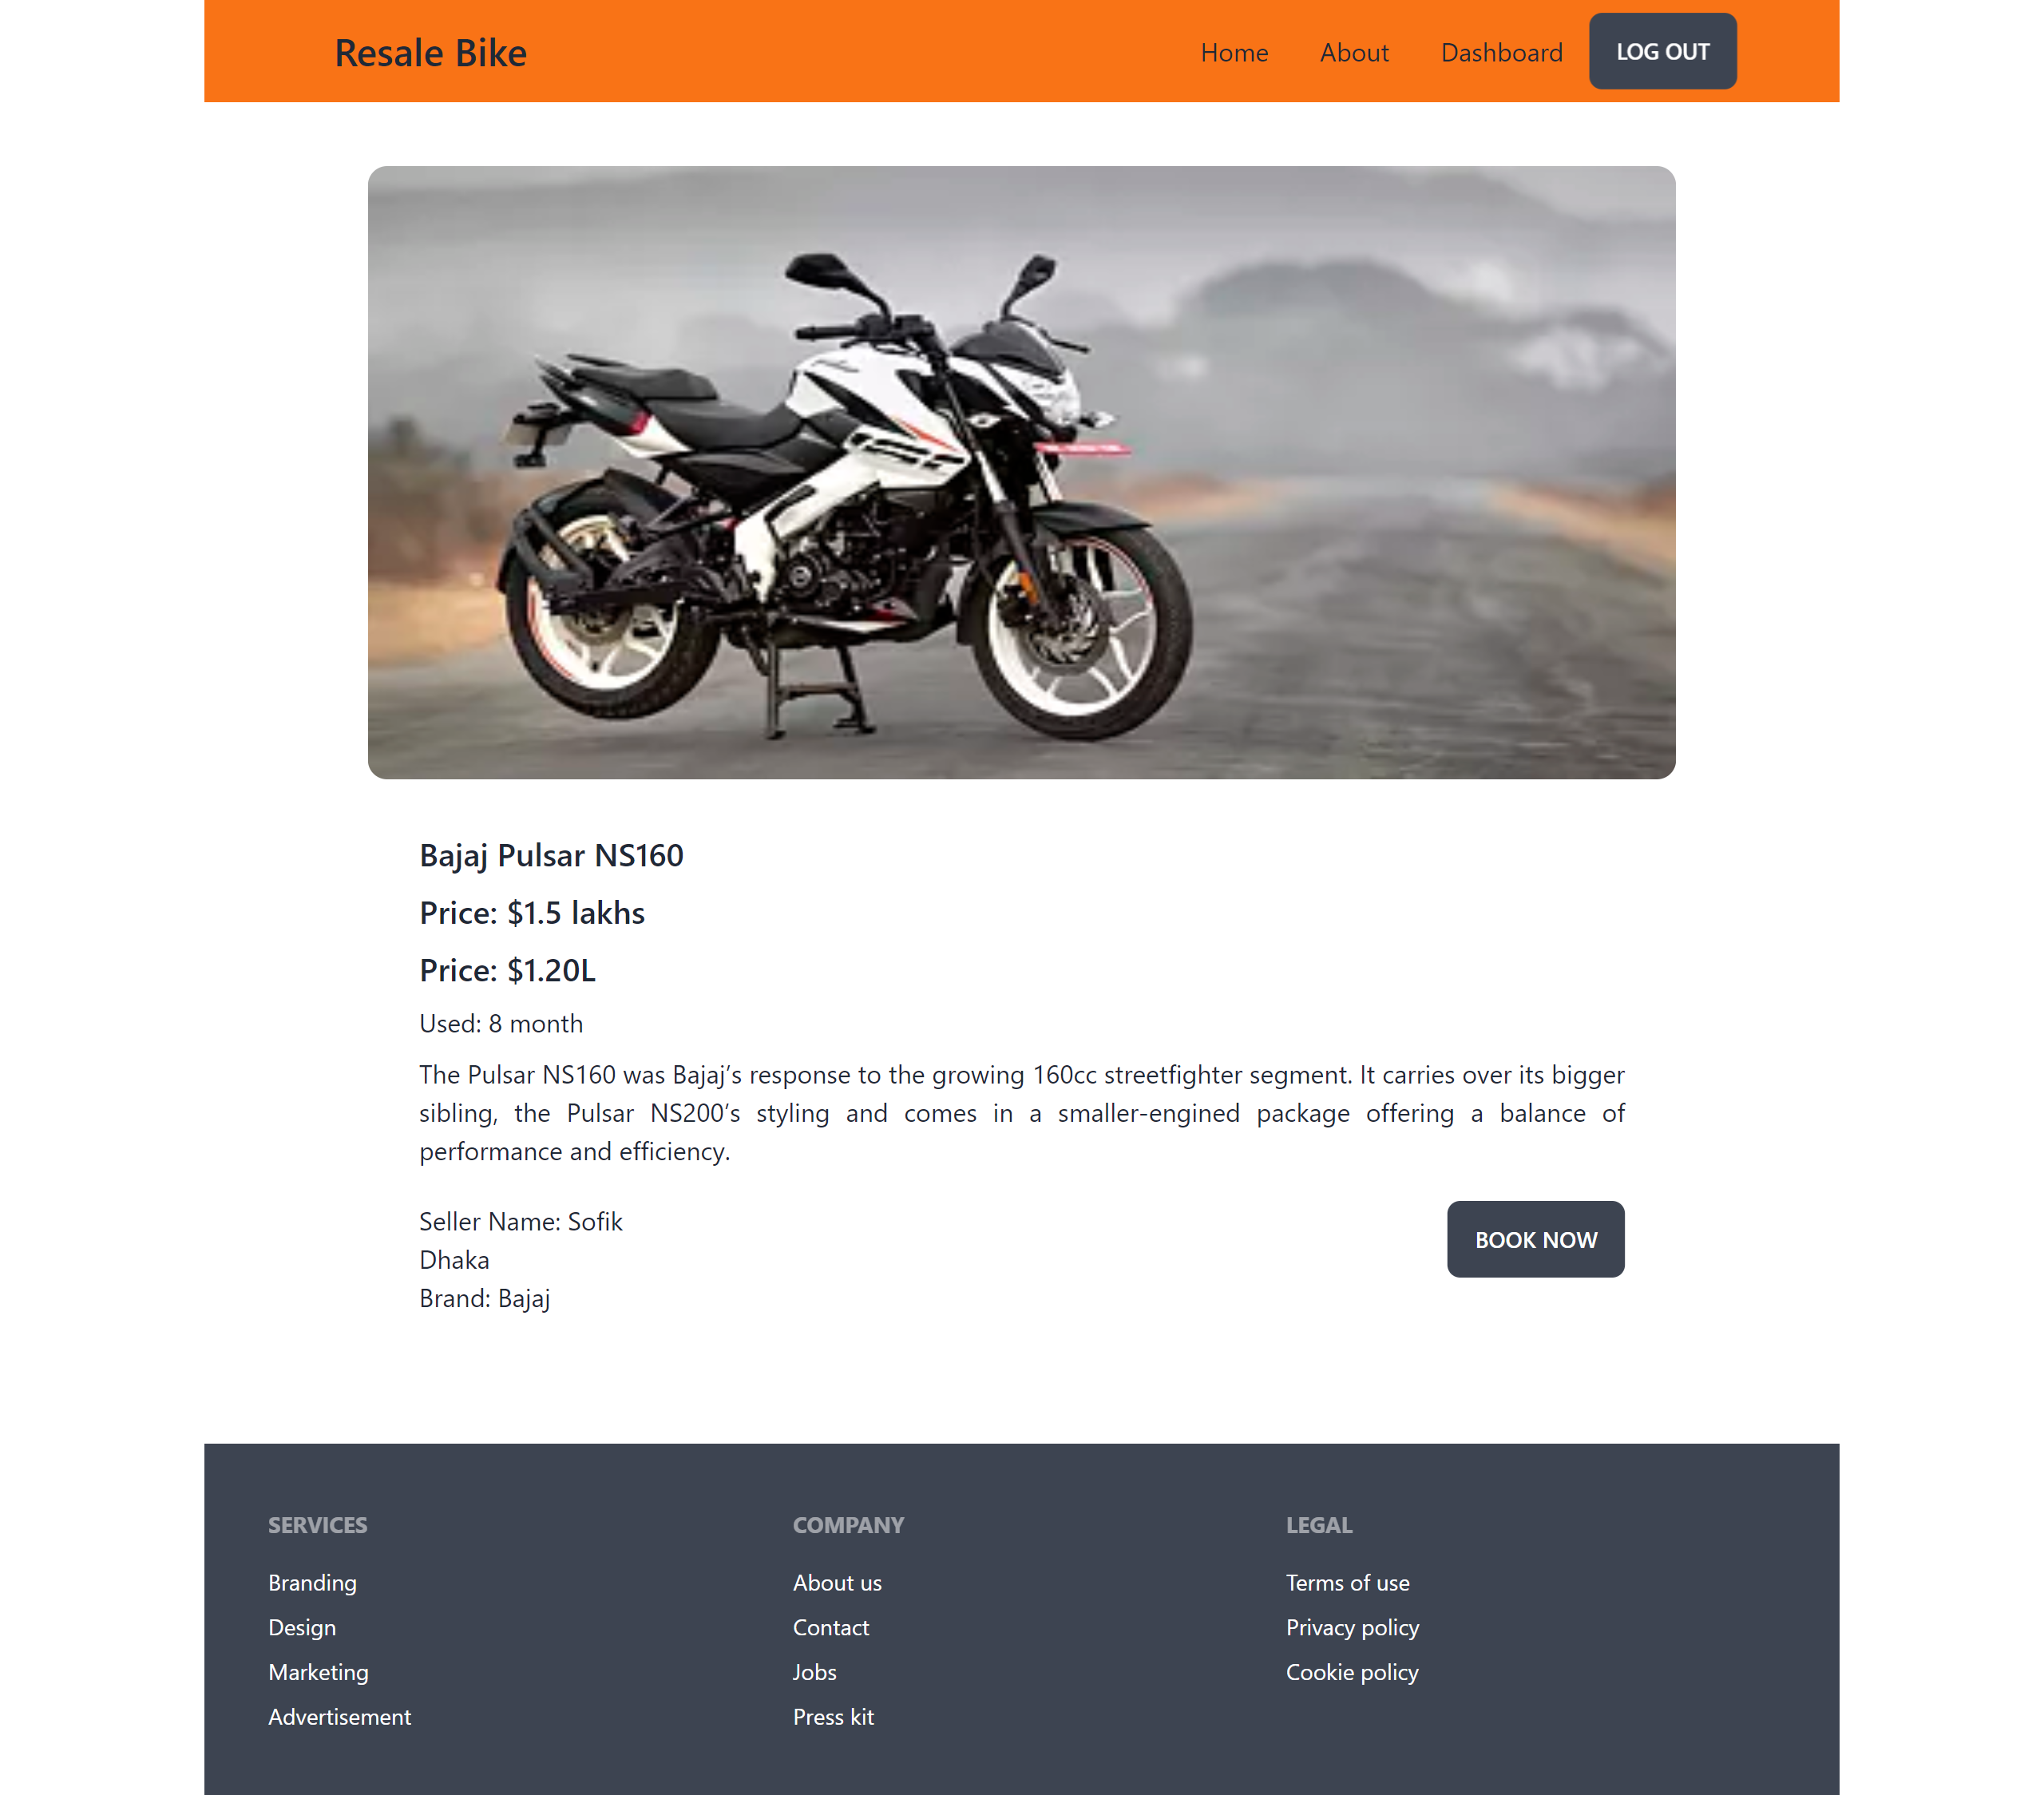 Resale Bike
Home About Dashboard LOG OUT
Bajaj Pulsar NS160
Price: $1.5 lakhs
Price: $1.20L
Used: 8 month
The Pulsar NS160 was Bajaj’s response to the growing 160cc streetfighter segment. It carries over its bigger
sibling, the Pulsar NS200’s styling and comes in a smaller-engined package offering a balance of
performance and efficiency.
Seller Name: Sofik
Dhaka
Brand: Bajaj
BOOK NOW
SERVICES
Branding
Design
Marketing
Advertisement
COMPANY
About us
Contact
Jobs
Press kit
LEGAL
Terms of use
Privacy policy
Cookie policy